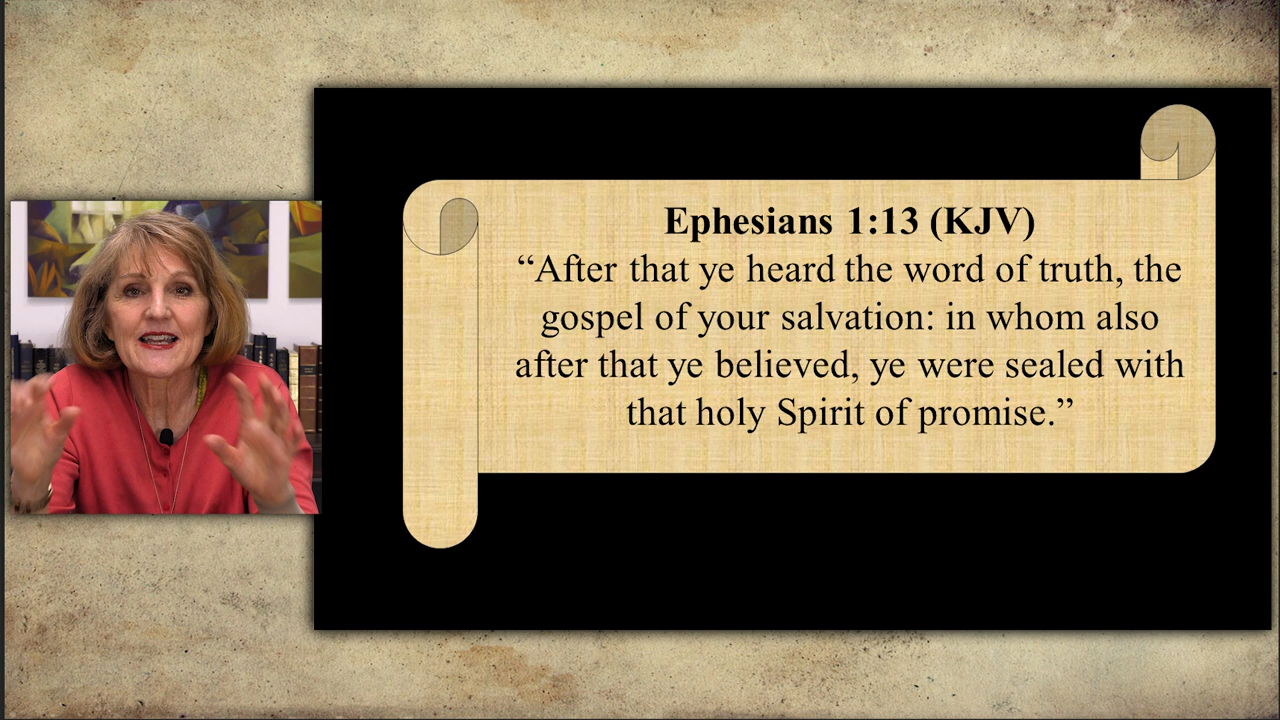 Ephesians 1:13 (KJV)
“After that ye heard the word of truth, the
gospel of your salvation: in whom also
after that ye believed, ye were sealed with
that holy Spirit of promise.”